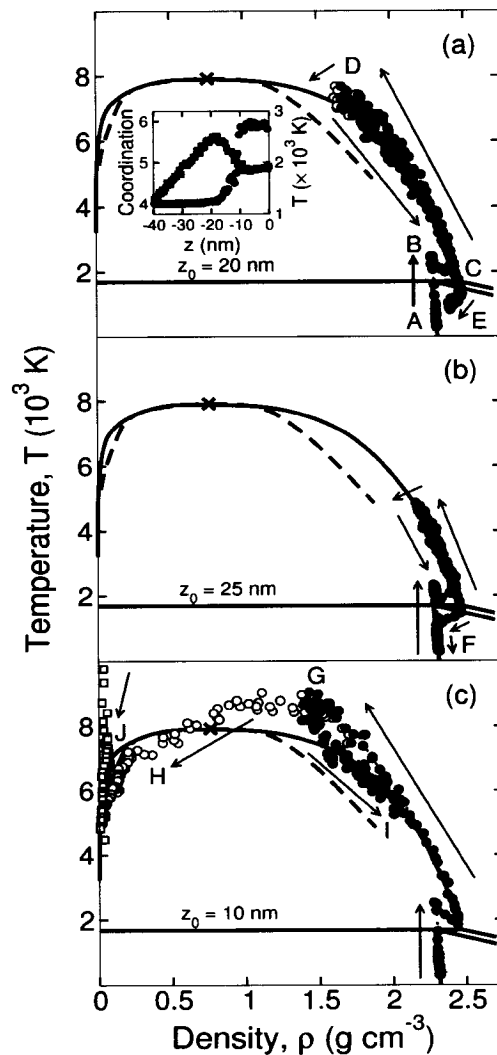 (a)
D
8
6
4
2
6
5
4
Coordination
3
2
1
T (× 10³ K)
-40 -30 -20 -10 0
z (nm)
B
C
z₀ = 20 nm
A
E
(b)
8
6
4
2
z₀ = 25 nm
F
Temperature, T (10³ K)
(c)
G
8
J
H
6
I
4
2
z₀ = 10 nm
0 0.5 1 1.5 2 2.5
Density, ρ (g cm⁻³)